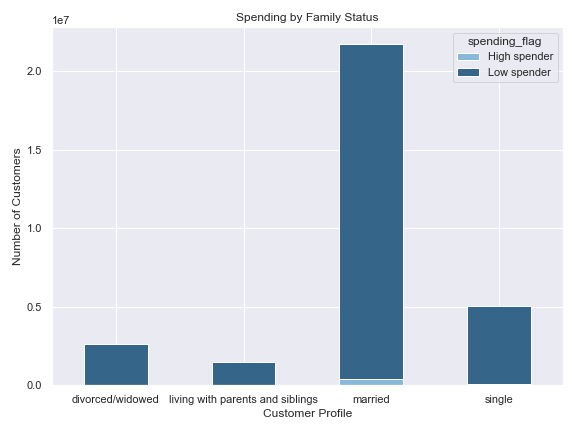 Spending by Family Status
1e7
spending_flag
High spender
Low spender
2.0
1.5
1.0
0.5
0.0
Number of Customers
divorced/widowed living with parents and siblings married single
Customer Profile